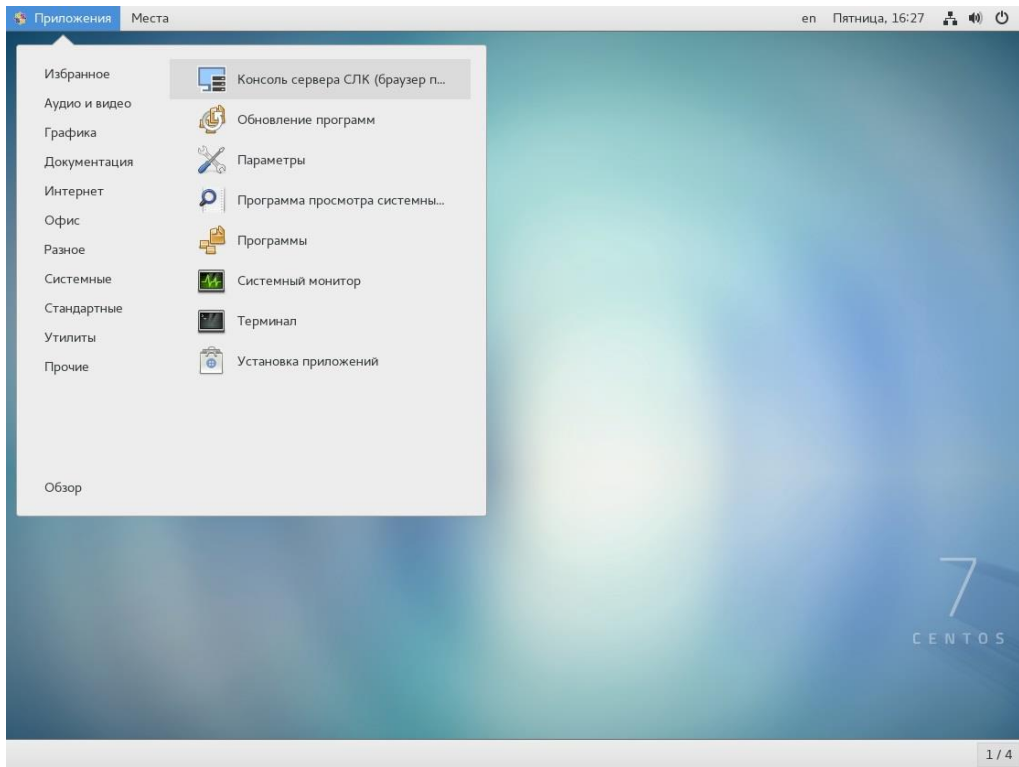 Приложения Места en Пятница, 16:27
Избранное
Аудио и видео
Графика
Документация
Интернет
Офис
Разное
Системные
Стандартные
Утилиты
Прочие
Обзор
Консоль сервера СЛК (браузер п...
Обновление программ
Параметры
Программа просмотра системны...
Программы
Системный монитор
Терминал
Установка приложений
7
CENTOS
1 / 4